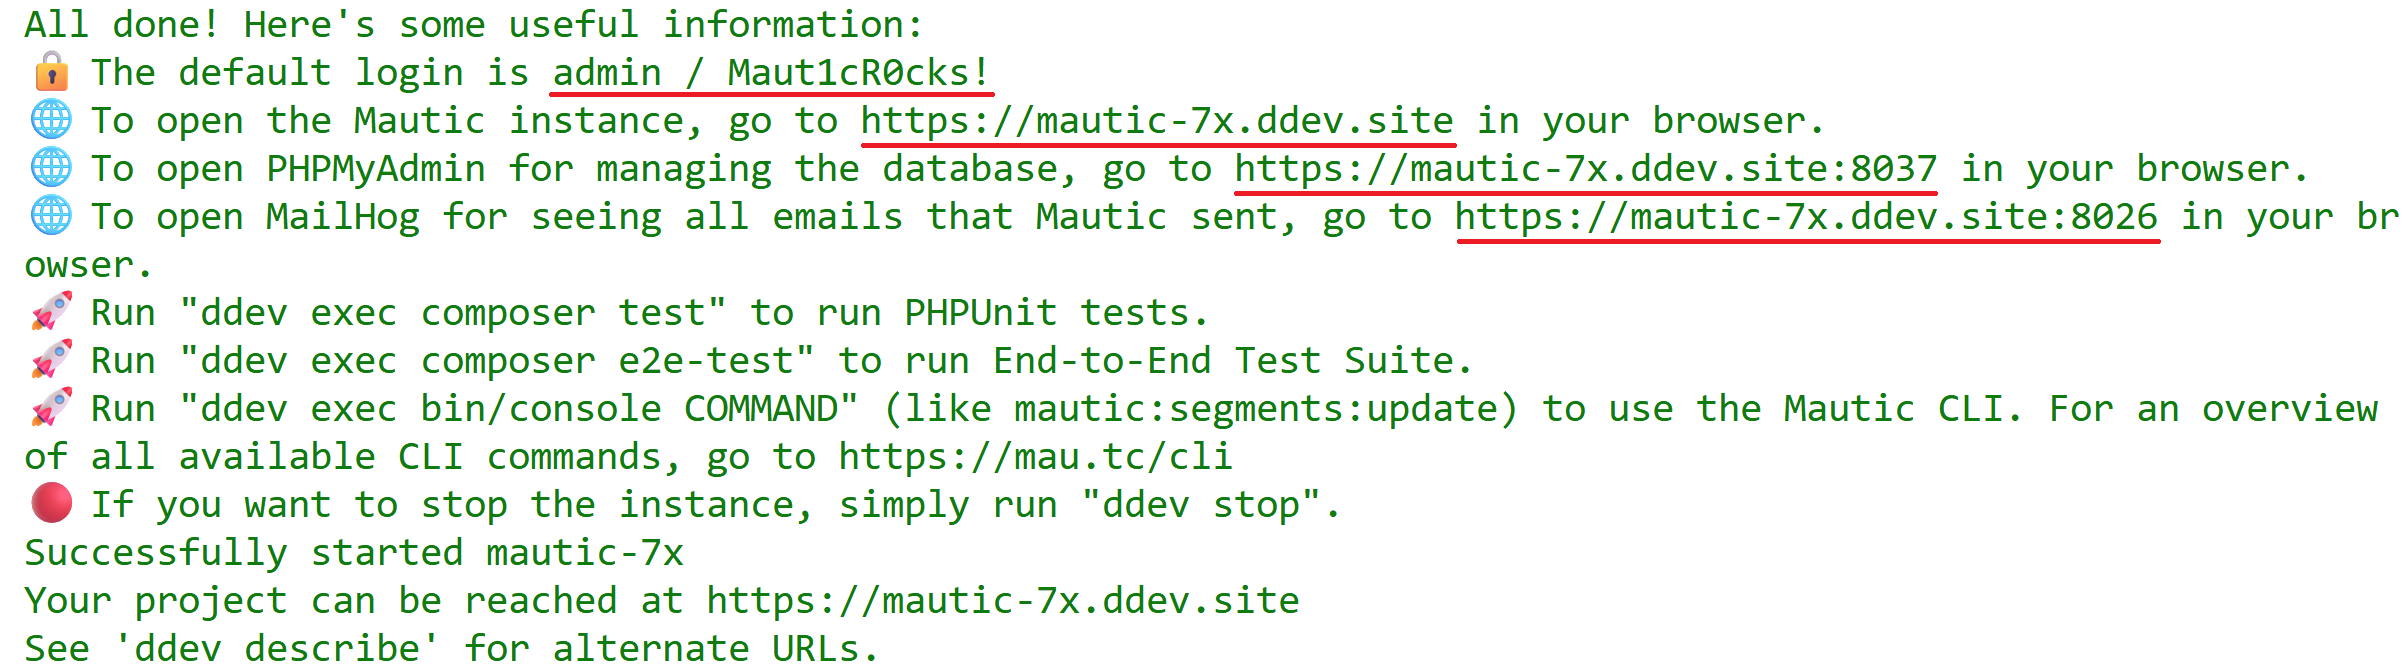 All done! Here's some useful information:
🔒 The default login is admin / Maut1cR0cks!
🌐 To open the Mautic instance, go to https://mautic-7x.ddev.site in your browser.
🌐 To open PHPMyAdmin for managing the database, go to https://mautic-7x.ddev.site:8037 in your browser.
🌐 To open MailHog for seeing all emails that Mautic sent, go to https://mautic-7x.ddev.site:8026 in your br
owser.
🚀 Run "ddev exec composer test" to run PHPUnit tests.
🚀 Run "ddev exec composer e2e-test" to run End-to-End Test Suite.
🚀 Run "ddev exec bin/console COMMAND" (like mautic:segments:update) to use the Mautic CLI. For an overview
of all available CLI commands, go to https://mau.tc/cli
🔴 If you want to stop the instance, simply run "ddev stop".
Successfully started mautic-7x
Your project can be reached at https://mautic-7x.ddev.site
See 'ddev describe' for alternate URLs.